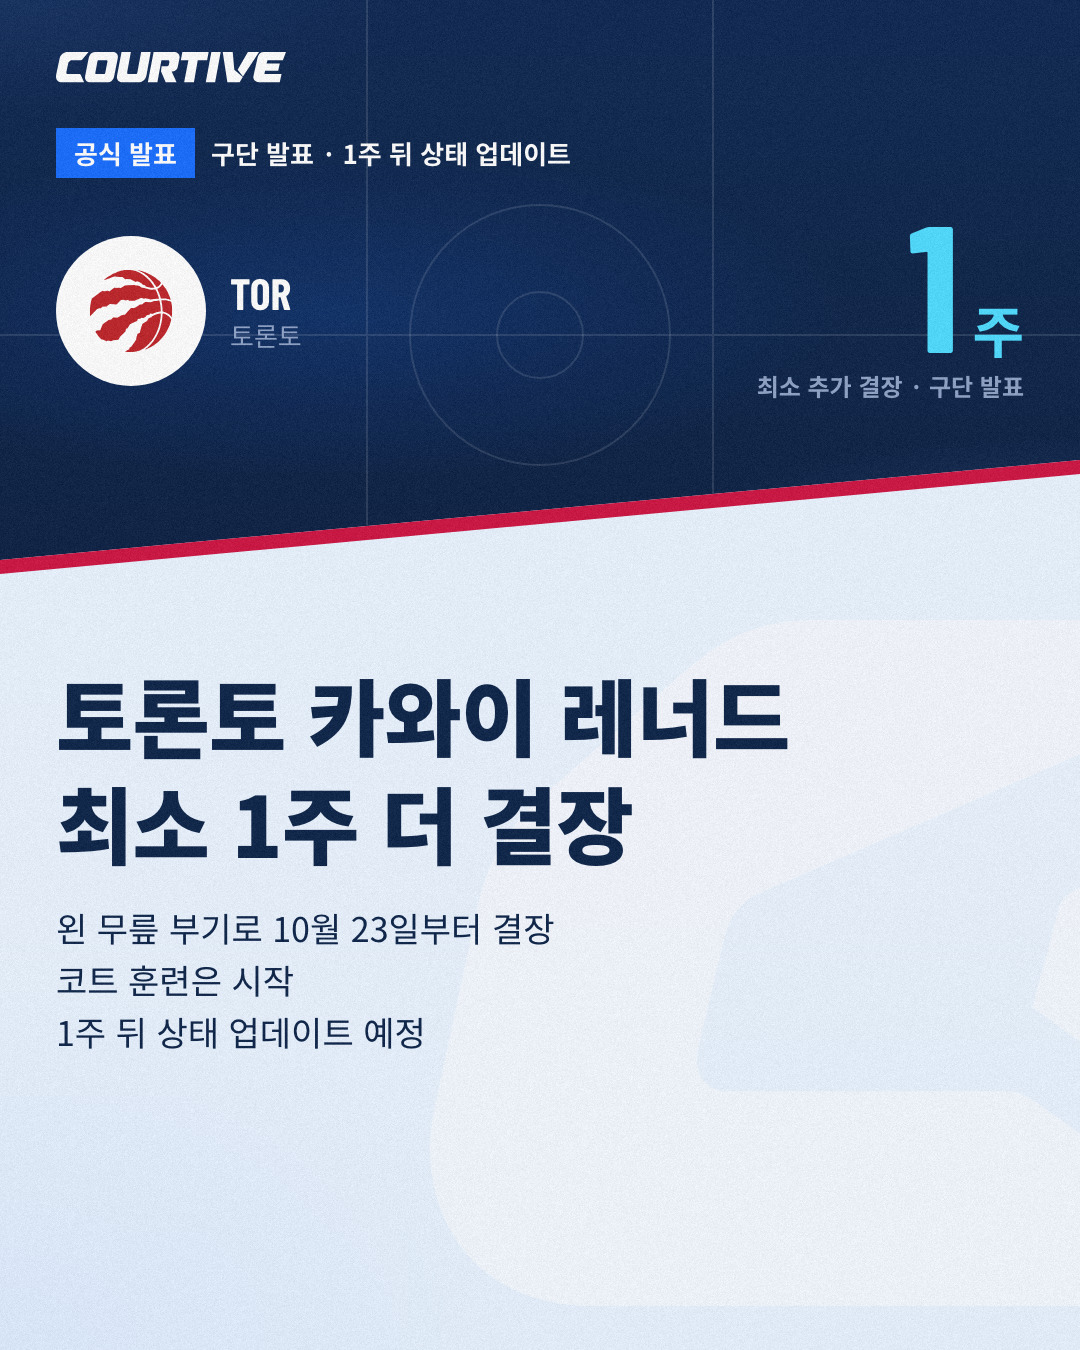 COURTIVE
공식 발표
구단 발표 · 1주 뒤 상태 업데이트
TOR
토론토
1주
최소 추가 결장 · 구단 발표
토론토 카와이 레너드
최소 1주 더 결장
왼 무릎 부기로 10월 23일부터 결장
코트 훈련은 시작
1주 뒤 상태 업데이트 예정